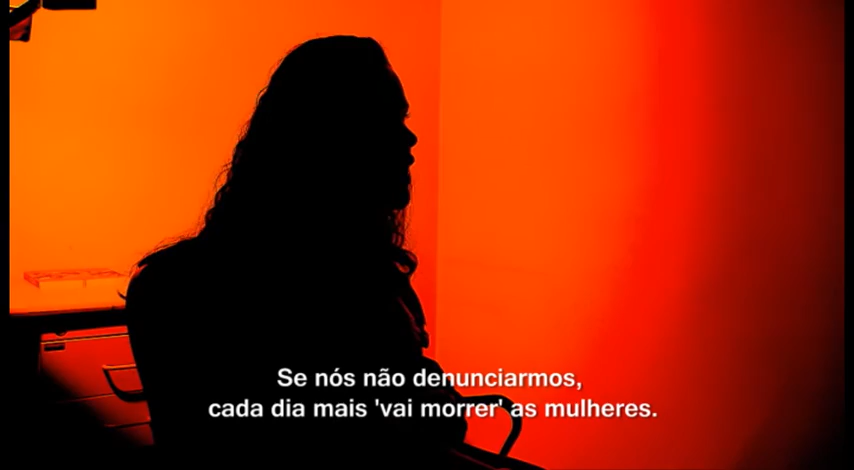 Se nós não denunciarmos,
cada dia mais 'vai morrer' as mulheres.